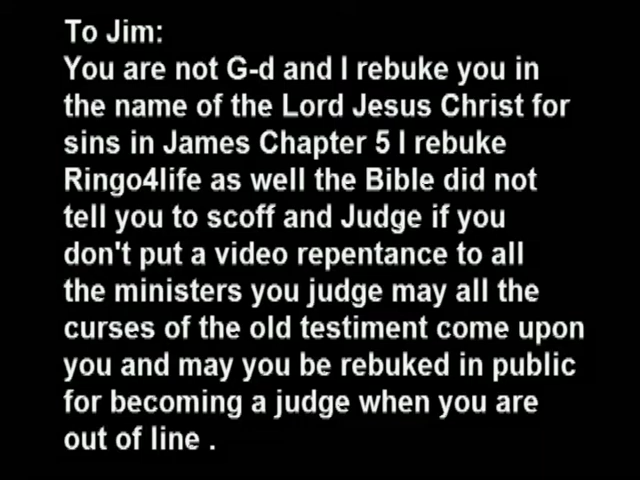 To Jim:
You are not G-d and I rebuke you in
the name of the Lord Jesus Christ for
sins in James Chapter 5 I rebuke
Ringo4life as well the Bible did not
tell you to scoff and Judge if you
don't put a video repentance to all
the ministers you judge may all the
curses of the old testiment come upon
you and may you be rebuked in public
for becoming a judge when you are
out of line .